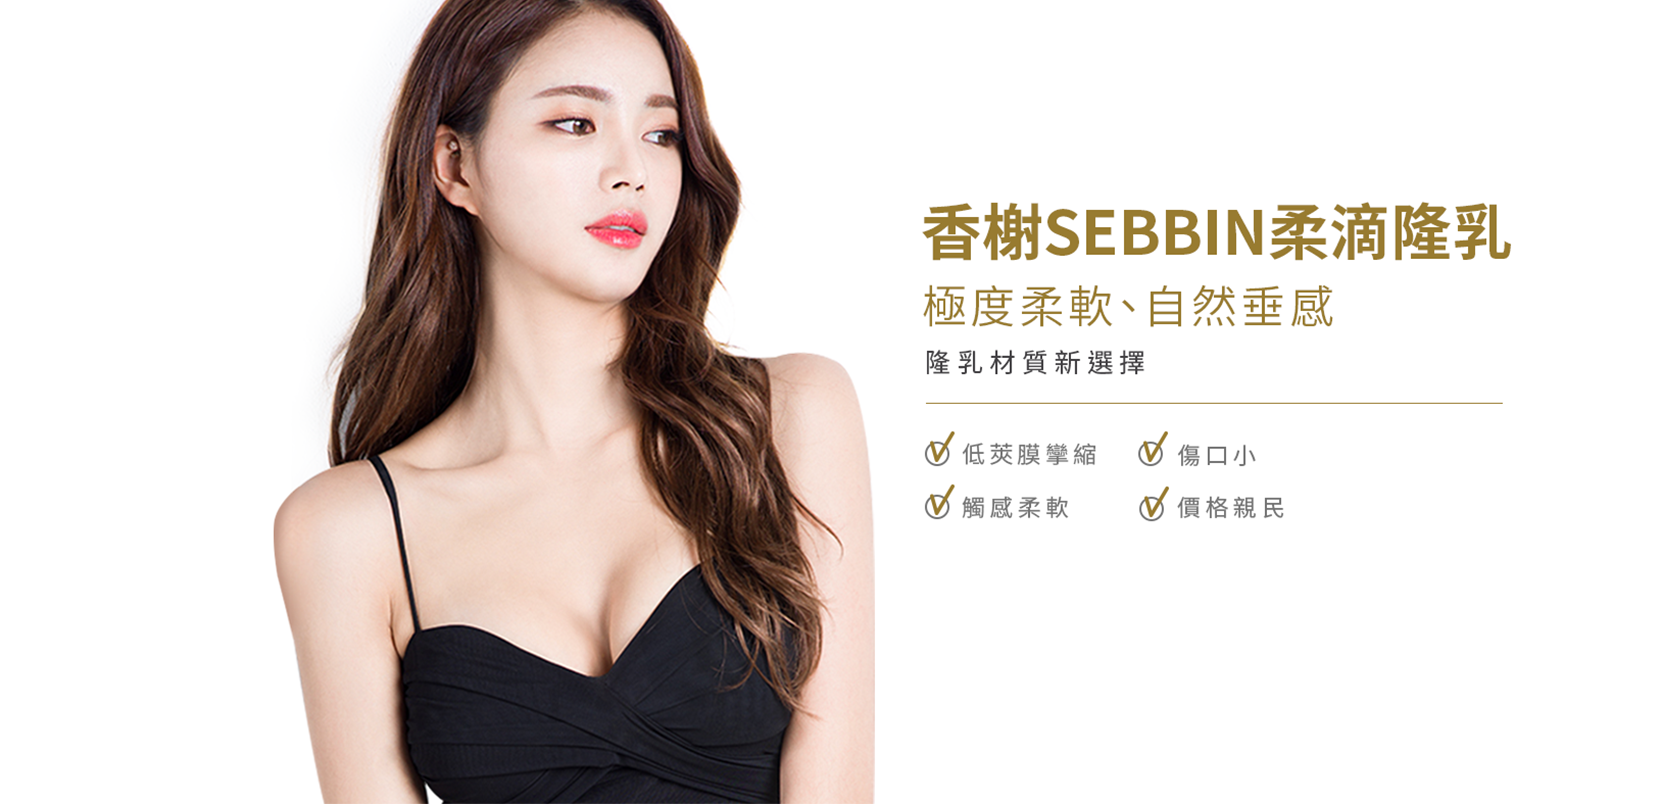 香榭SEBBIN柔滴隆乳
極度柔軟、自然垂感
隆乳材質新選擇
低莢膜攣縮
傷口小
觸感柔軟
價格親民